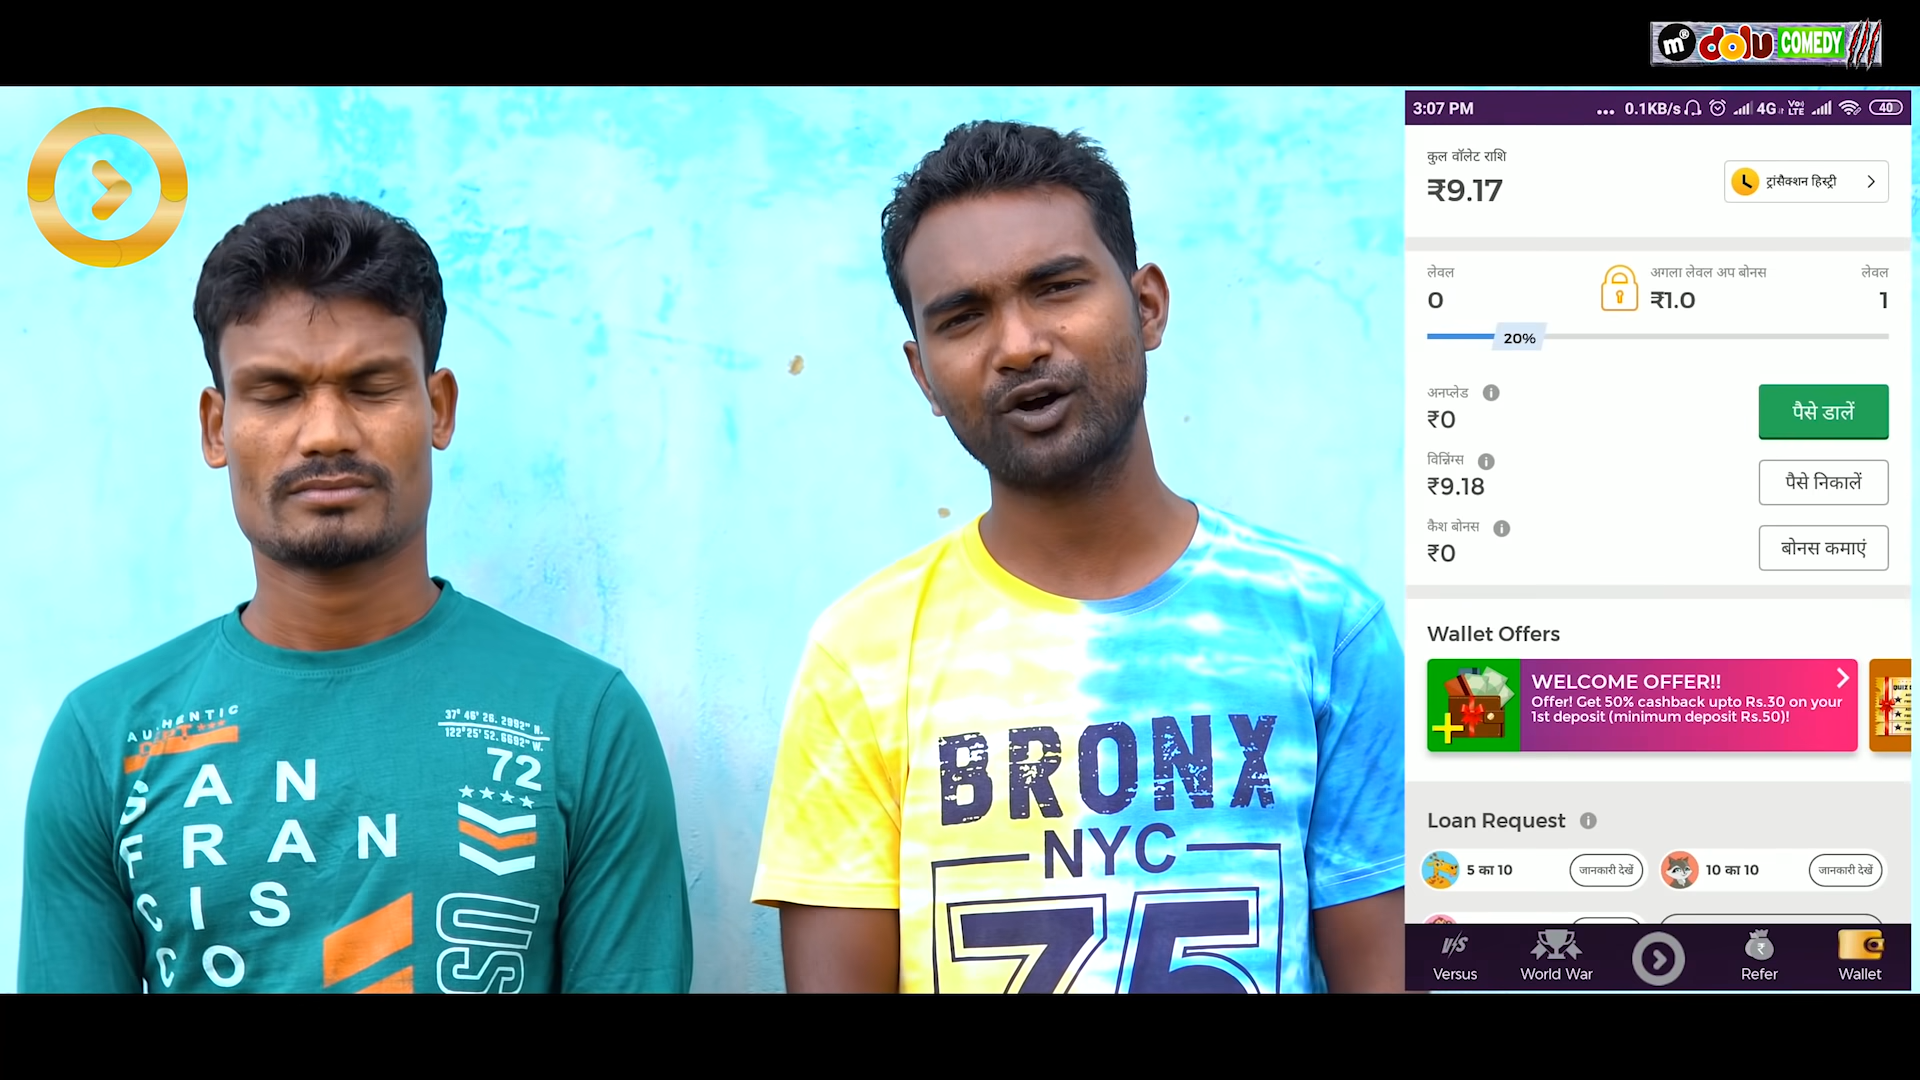 m® dolu COMEDY
3:07 PM
... 0.1KB/s 4G Vo) LTE 40
कुल वॉलेट राशि
₹9.17
ट्रांसैक्शन हिस्ट्री
लेवल
0
अगला लेवल अप बोनस
₹1.0
लेवल
1
20%
अनप्लेड
₹0
पैसे डालें
विन्निंग्स
₹9.18
पैसे निकालें
कैश बोनस
₹0
बोनस कमाएं
Wallet Offers
WELCOME OFFER!!
Offer! Get 50% cashback upto Rs.30 on your
1st deposit (minimum deposit Rs.50)!
Loan Request
5 का 10
जानकारी देखें
10 का 10
जानकारी देखें
V/S
Versus
World War
Refer
Wallet
AUTHENTIC
SAN
FRAN
CIS
CO
37° 46' 26. 2992" N.
122°25' 52. 6692" W.
72
USA
BRONX
NYC
75